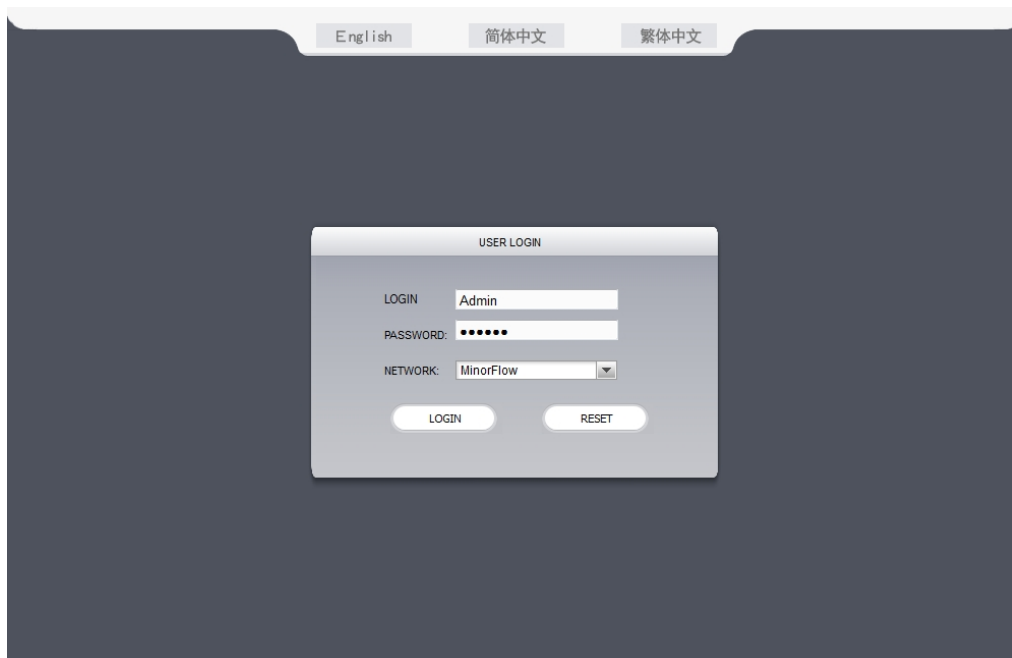 English 简体中文 繁体中文
USER LOGIN
LOGIN Admin
PASSWORD: ●●●●●●
NETWORK: MinorFlow
LOGIN RESET